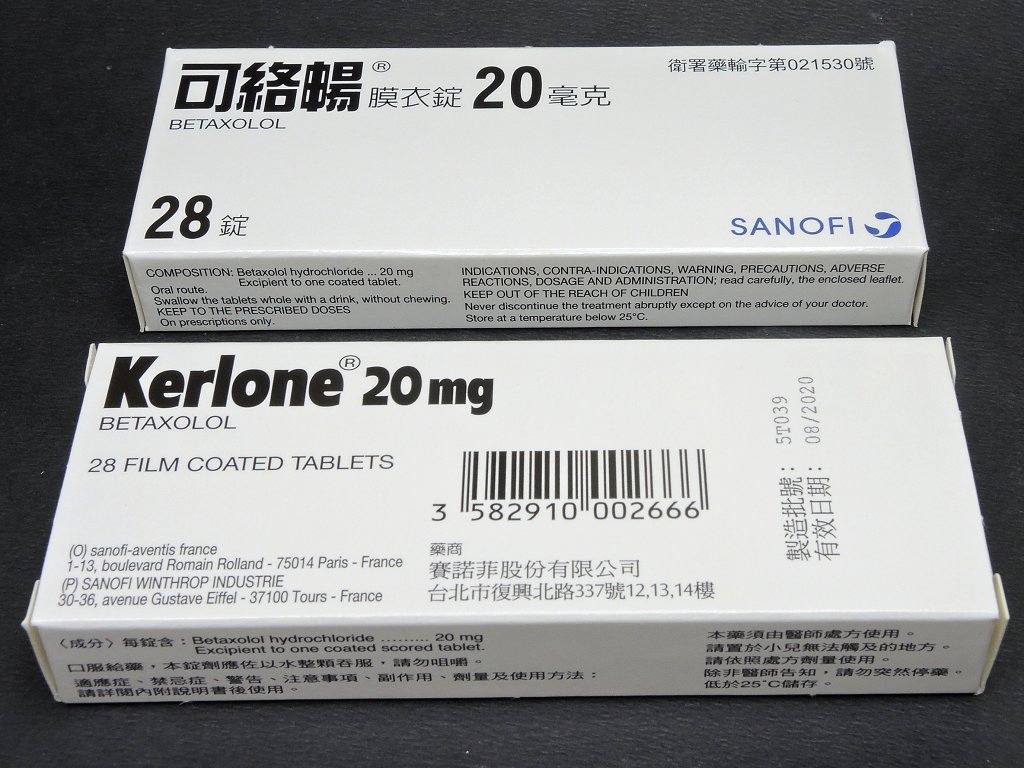 可絡暢® 膜衣錠 20 毫克
BETAXOLOL
衛署藥輸字第021530號
28 錠
SANOFI
COMPOSITION: Betaxolol hydrochloride ... 20 mg
Excipient to one coated tablet.
Oral route.
Swallow the tablets whole with a drink, without chewing.
KEEP TO THE PRESCRIBED DOSES
On prescriptions only.
INDICATIONS, CONTRA-INDICATIONS, WARNING, PRECAUTIONS, ADVERSE
REACTIONS, DOSAGE AND ADMINISTRATION; read carefully, the enclosed leaflet.
KEEP OUT OF THE REACH OF CHILDREN
Never discontinue the treatment abruptly except on the advice of your doctor.
Store at a temperature below 25°C.
Kerlone® 20 mg
BETAXOLOL
28 FILM COATED TABLETS
3 582910 002666
製造批號： 5T039
有效日期： 08/2020
(O) sanofi-aventis france
1-13, boulevard Romain Rolland - 75014 Paris - France
(P) SANOFI WINTHROP INDUSTRIE
30-36, avenue Gustave Eiffel - 37100 Tours - France
藥商
賽諾菲股份有限公司
台北市復興北路337號12,13,14樓
〈成分〉每錠含：Betaxolol hydrochloride ......... 20 mg
Excipient to one coated scored tablet.
口服給藥，本錠劑應佐以水整顆吞服，請勿咀嚼。
適應症、禁忌症、警告、注意事項、副作用、劑量及使用方法：
請詳閱內附說明書後使用。
本藥須由醫師處方使用。
請置於小兒無法觸及的地方。
請依照處方劑量使用。
除非醫師告知，請勿突然停藥。
低於25°C儲存。